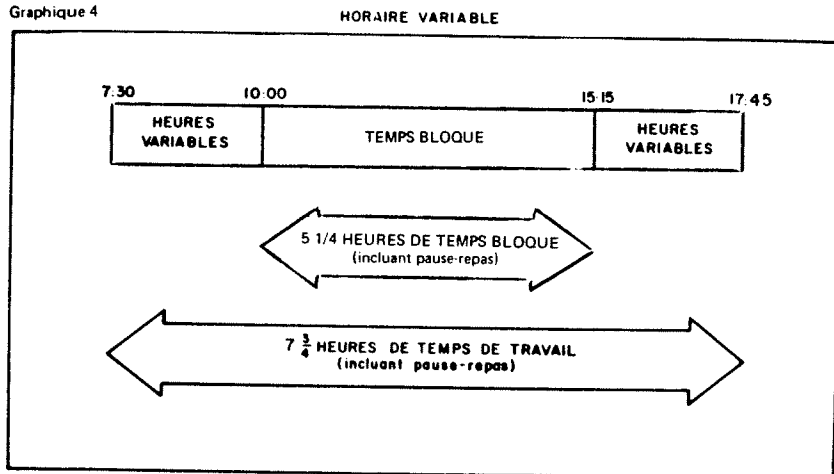 Graphique 4
HORAIRE VARIABLE
7:30 10:00 15:15 17:45
HEURES VARIABLES TEMPS BLOQUE HEURES VARIABLES
5 1/4 HEURES DE TEMPS BLOQUE
(incluant pause-repas)
7 3/4 HEURES DE TEMPS DE TRAVAIL
(incluant pause-repas)